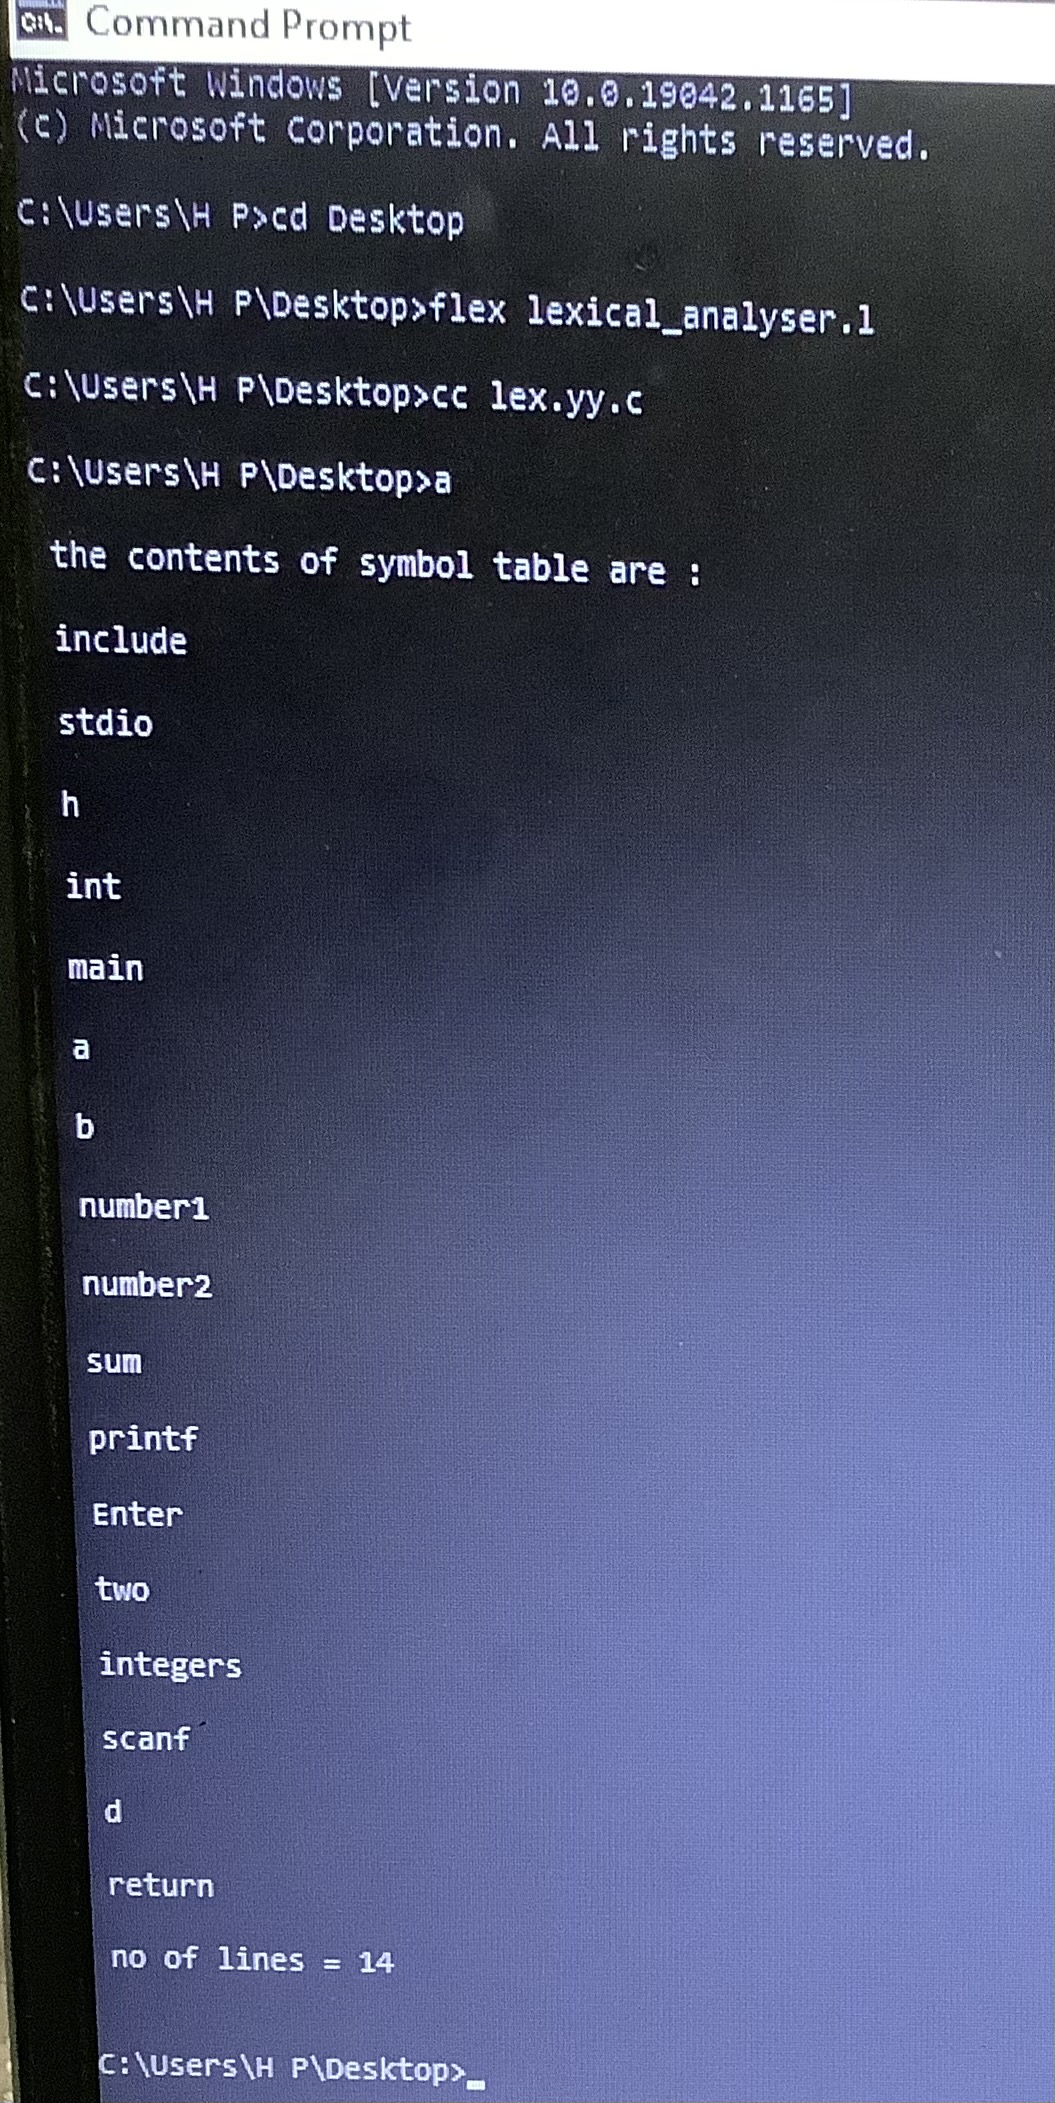 C:\.
Command Prompt
Microsoft Windows [Version 10.0.19042.1165]
(c) Microsoft Corporation. All rights reserved.
C:\Users\H P>cd Desktop
C:\Users\H P\Desktop>flex lexical_analyser.l
C:\Users\H P\Desktop>cc lex.yy.c
C:\Users\H P\Desktop>a
the contents of symbol table are :
include
stdio
h
int
main
a
b
number1
number2
sum
printf
Enter
two
integers
scanf
d
return
no of lines = 14
C:\Users\H P\Desktop>_